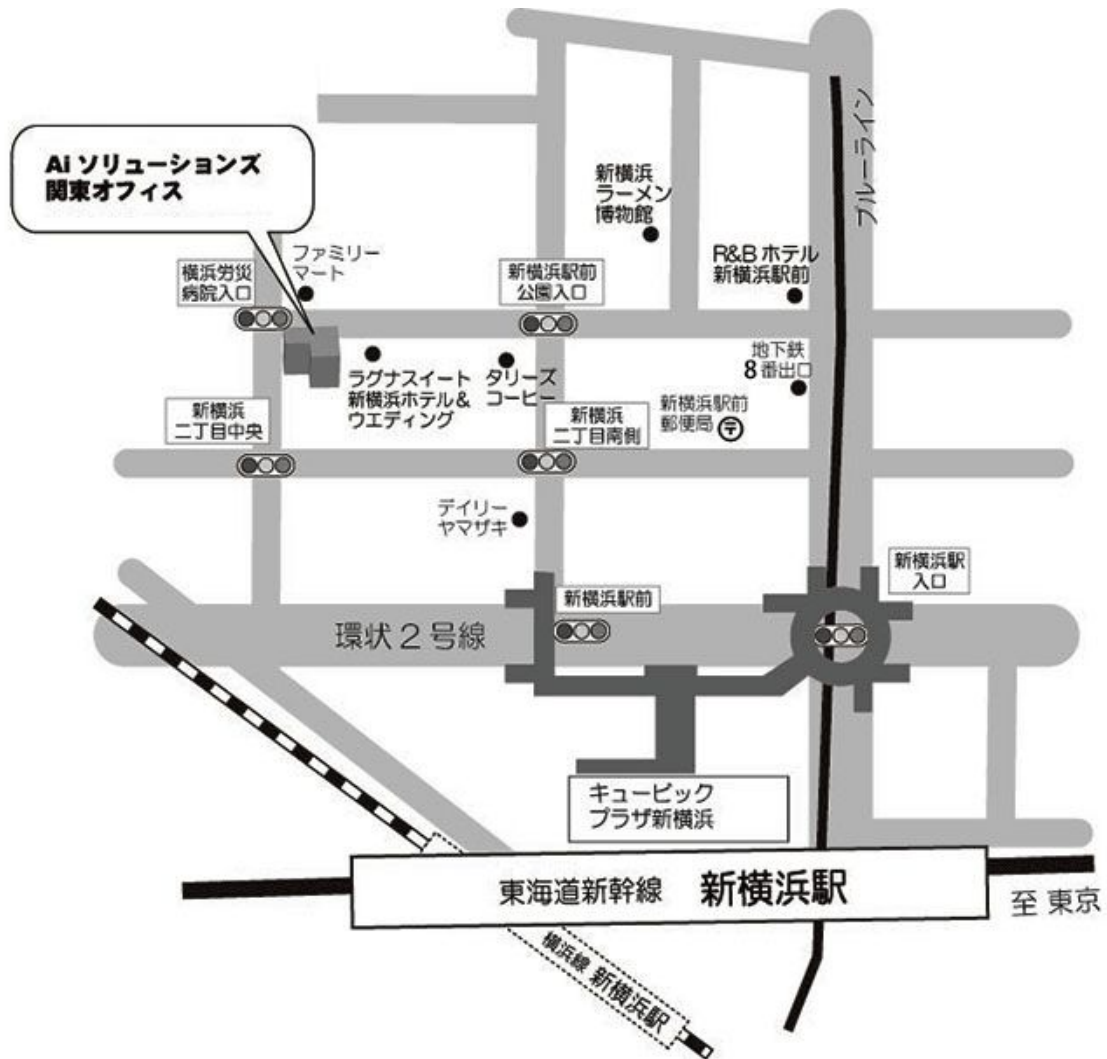 ブルーライン
Ai ソリューションズ
関東オフィス
新横浜
ラーメン
博物館
R&B ホテル
新横浜駅前
ファミリー
マート
横浜労災
病院入口
新横浜駅前
公園入口
地下鉄
8番出口
ラグナスイート
新横浜ホテル&
ウエディング
タリーズ
コーヒー
新横浜駅前
郵便局
〒
新横浜
二丁目中央
新横浜
二丁目南側
デイリー
ヤマザキ
新横浜駅
入口
新横浜駅前
環状2号線
キュービック
プラザ新横浜
東海道新幹線 新横浜駅
至 東京
横浜線 新横浜駅